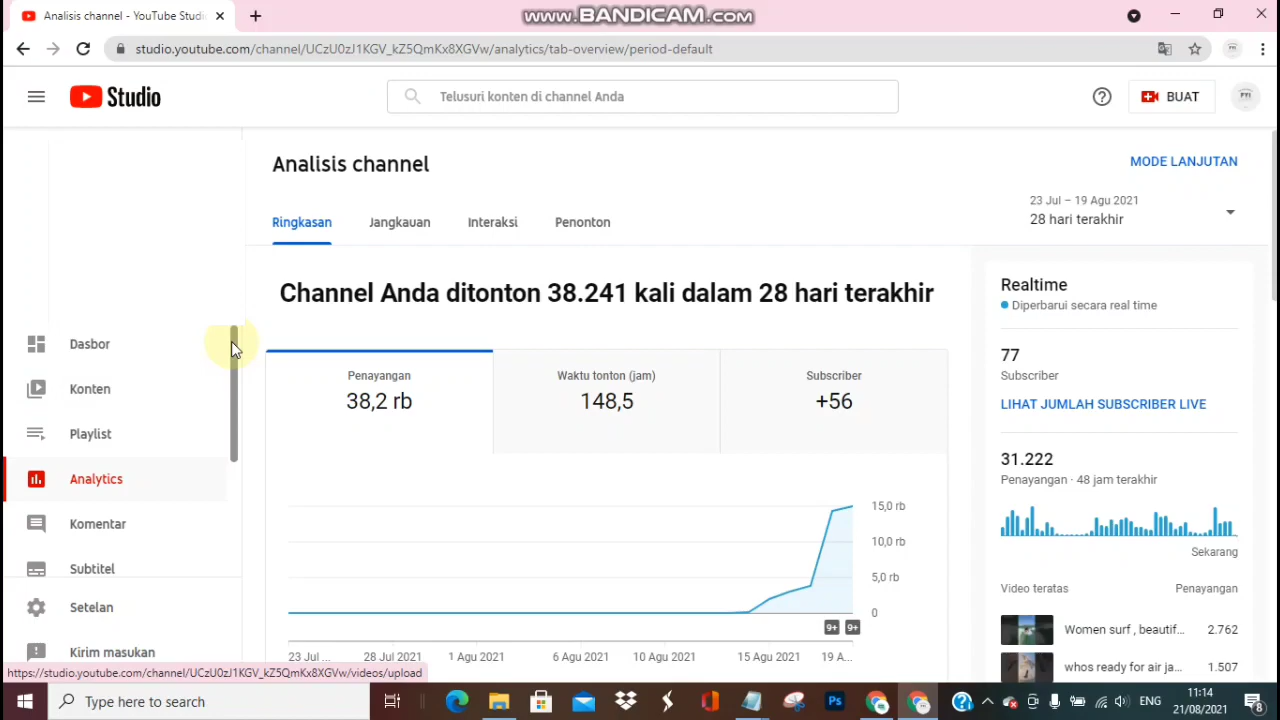 Analisis channel - YouTube Studi
www.BANDICAM.com
studio.youtube.com/channel/UCzU0zJ1KGV_kZ5QmKx8XGVw/analytics/tab-overview/period-default
Studio
Telusuri konten di channel Anda
BUAT
Analisis channel
MODE LANJUTAN
23 Jul – 19 Agu 2021
28 hari terakhir
Ringkasan
Jangkauan
Interaksi
Penonton
Channel Anda ditonton 38.241 kali dalam 28 hari terakhir
Dasbor
Konten
Playlist
Analytics
Komentar
Subtitel
Setelan
Kirim masukan
Penayangan
38,2 rb
Waktu tonton (jam)
148,5
Subscriber
+56
15,0 rb
10,0 rb
5,0 rb
0
9+ 9+
23 Jul ...
28 Jul 2021
1 Agu 2021
6 Agu 2021
10 Agu 2021
15 Agu 2021
19 A...
Realtime
Diperbarui secara real time
77
Subscriber
LIHAT JUMLAH SUBSCRIBER LIVE
31.222
Penayangan · 48 jam terakhir
Sekarang
Video teratas
Penayangan
Women surf , beautif...
2.762
whos ready for air ja...
1.507
https://studio.youtube.com/channel/UCzU0zJ1KGV_kZ5QmKx8XGVw/videos/upload
Type here to search
Ps
ENG
11:14
21/08/2021
8